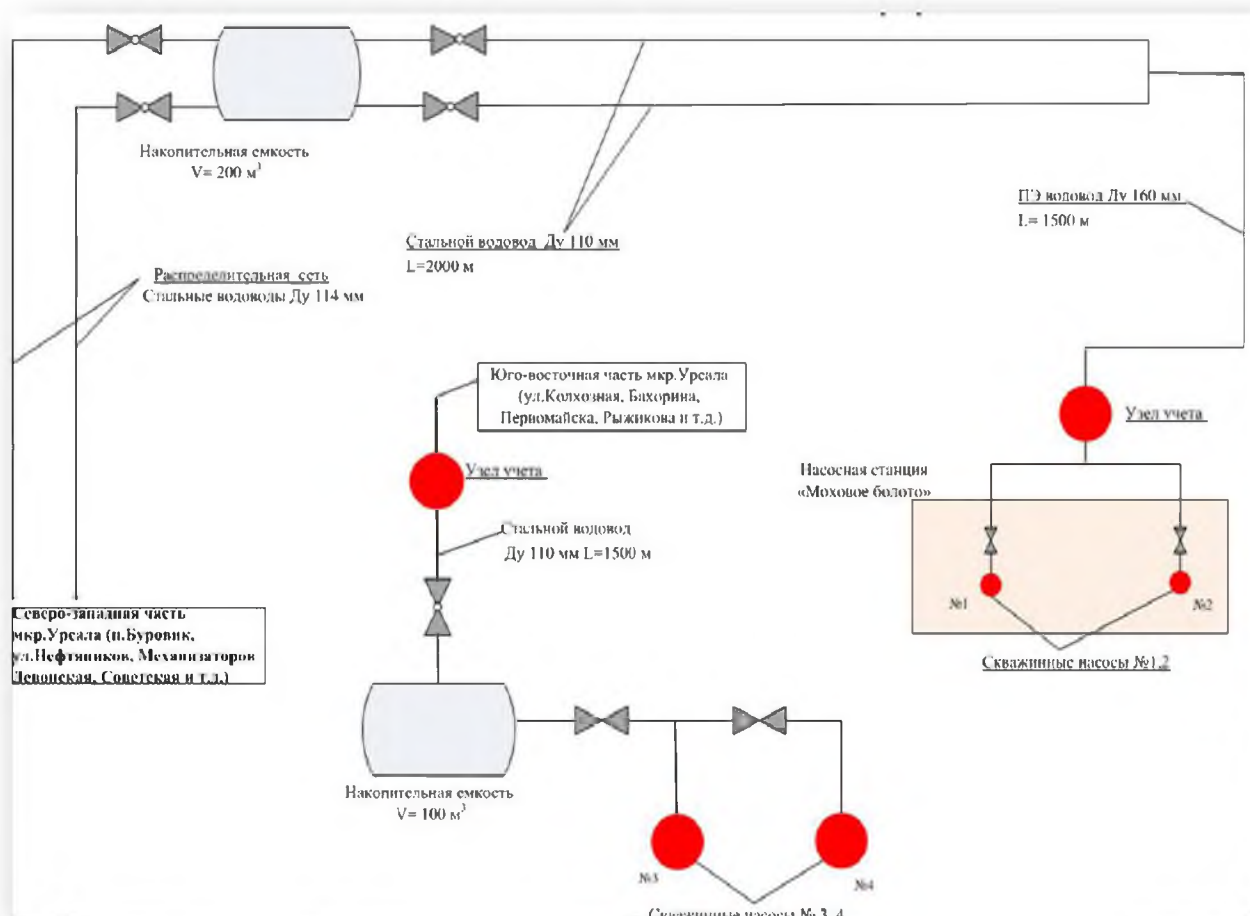 Накопительная емкость
V= 200 м³
ПЭ водовод Ду 160 мм
L= 1500 м
Стальной водовод Ду 110 мм
L=2000 м
Распределительная сеть
Стальные водоводы Ду 114 мм
Юго-восточная часть мкр.Урсала
(ул.Колхозная, Бахорина,
Первомайска, Рыжикова и т.д.)
Узел учета
Узел учета
Насосная станция
«Моховое болото»
Стальной водовод
Ду 110 мм L=1500 м
№1
№2
Скважинные насосы №1,2
Северо-западная часть
мкр.Урсала (п.Буровик,
ул.Нефтяников, Механизаторов
Девонская, Советская и т.д.)
Накопительная емкость
V= 100 м³
№3
№4
Скважинные насосы № 3, 4